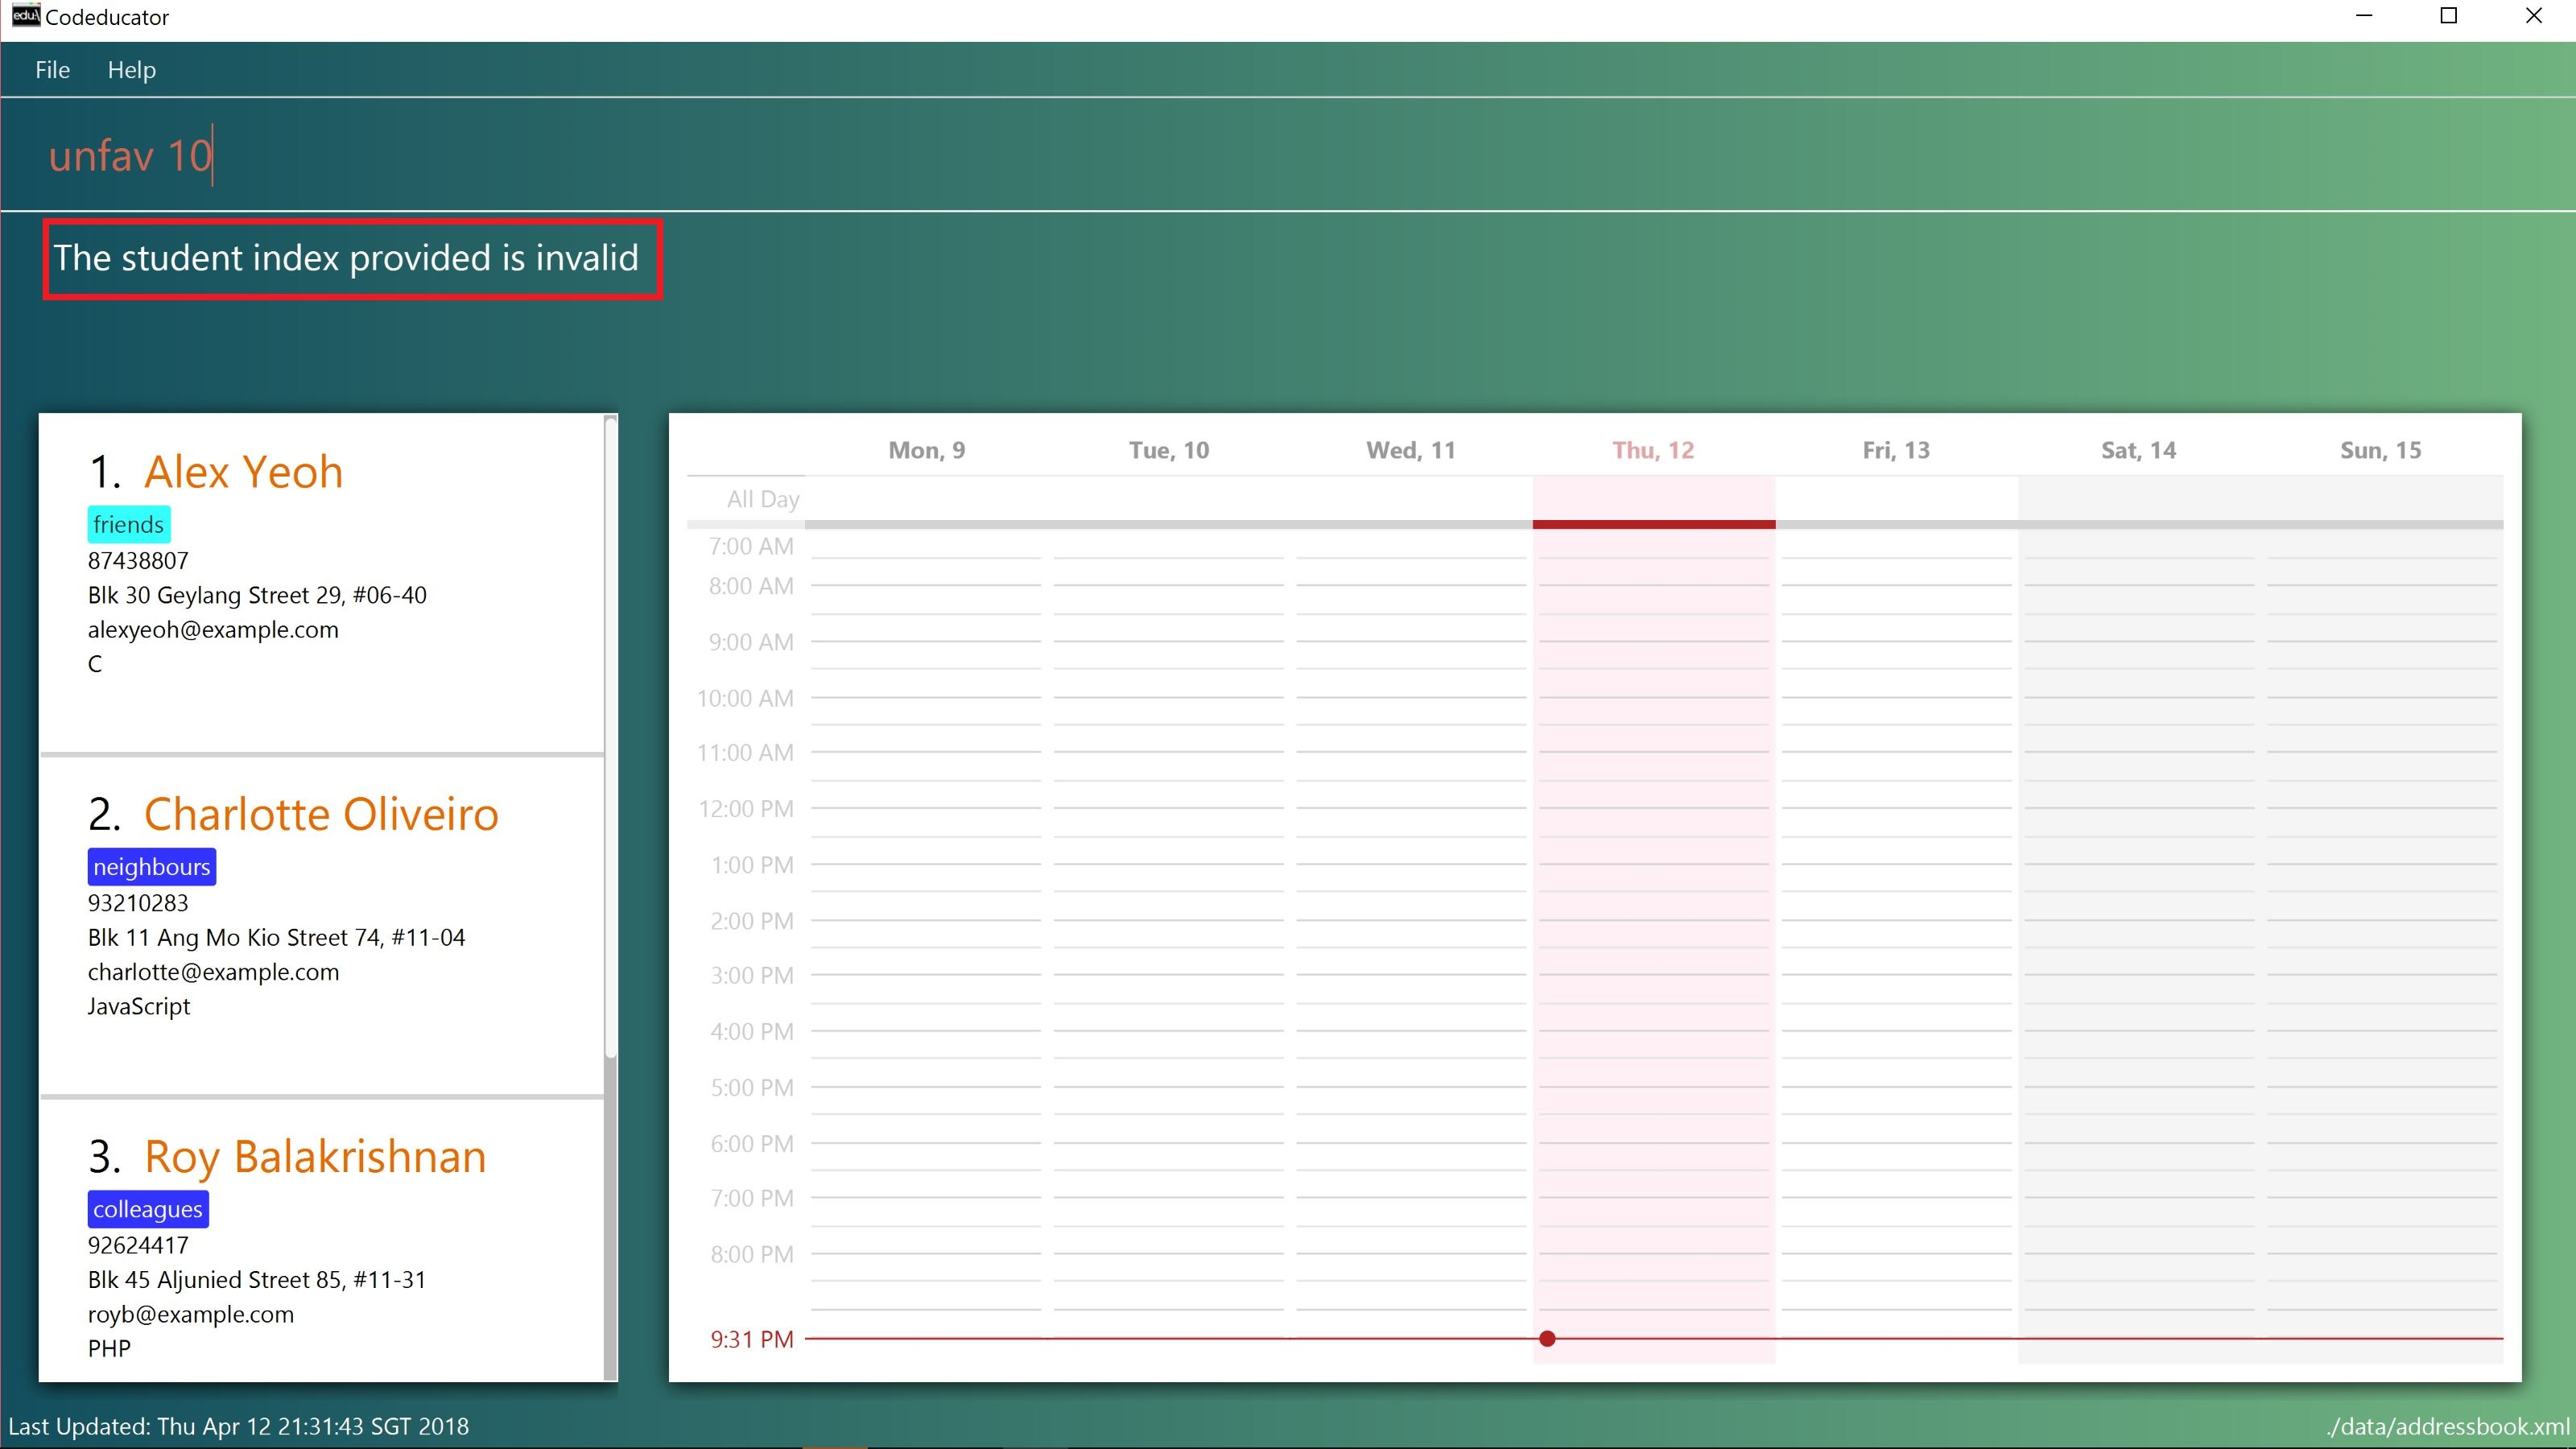 edu:\ Codeducator
File Help
unfav 10
The student index provided is invalid
1. Alex Yeoh
friends
87438807
Blk 30 Geylang Street 29, #06-40
alexyeoh@example.com
C
2. Charlotte Oliveiro
neighbours
93210283
Blk 11 Ang Mo Kio Street 74, #11-04
charlotte@example.com
JavaScript
3. Roy Balakrishnan
colleagues
92624417
Blk 45 Aljunied Street 85, #11-31
royb@example.com
PHP
Mon, 9 Tue, 10 Wed, 11 Thu, 12 Fri, 13 Sat, 14 Sun, 15
All Day
7:00 AM
8:00 AM
9:00 AM
10:00 AM
11:00 AM
12:00 PM
1:00 PM
2:00 PM
3:00 PM
4:00 PM
5:00 PM
6:00 PM
7:00 PM
8:00 PM
9:31 PM
Last Updated: Thu Apr 12 21:31:43 SGT 2018
./data/addressbook.xml